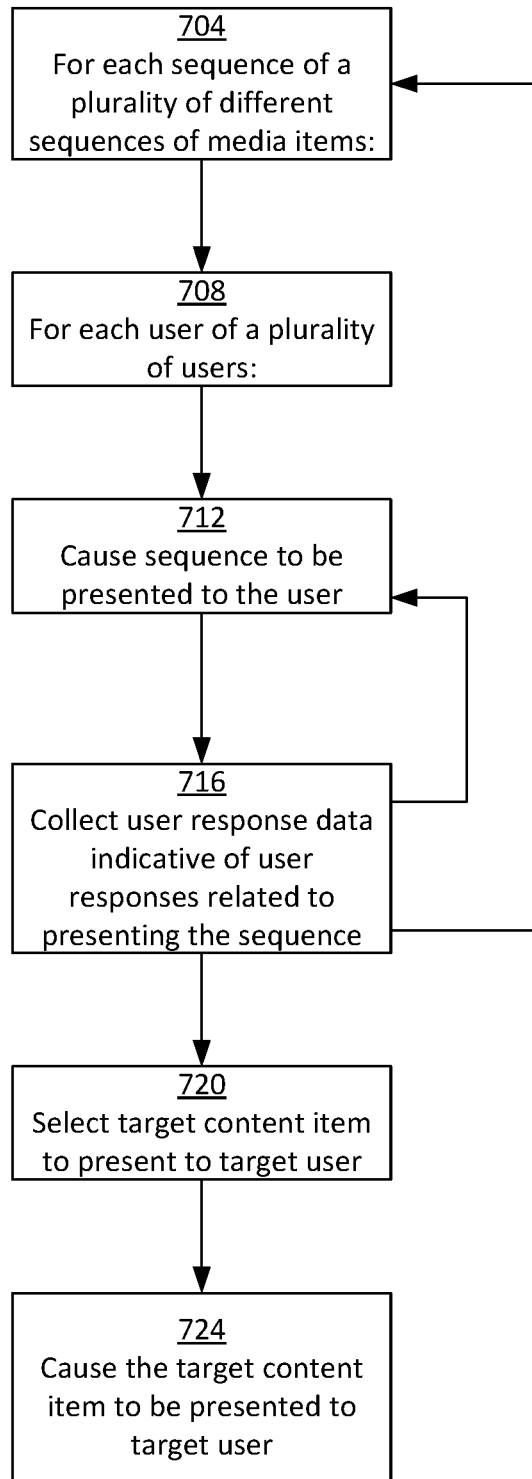 704
For each sequence of a
plurality of different
sequences of media items:
708
For each user of a plurality
of users:
712
Cause sequence to be
presented to the user
716
Collect user response data
indicative of user
responses related to
presenting the sequence
720
Select target content item
to present to target user
724
Cause the target content
item to be presented to
target user